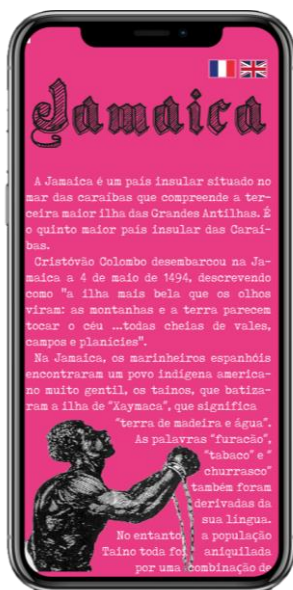 Jamaica
A Jamaica é um país insular situado no
mar das caraíbas que compreende a ter-
ceira maior ilha das Grandes Antilhas. É
o quinto maior país insular das Caraí-
bas.
Cristóvão Colombo desembarcou na Ja-
maica a 4 de maio de 1494, descrevendo
como "a ilha mais bela que os olhos
viram: as montanhas e a terra parecem
tocar o céu ...todas cheias de vales,
campos e planícies".
Na Jamaica, os marinheiros espanhóis
encontraram um povo indígena america-
no muito gentil, os tainos, que batiza-
ram a ilha de "Xaymaca", que significa
"terra de madeira e água".
As palavras "furacão",
"tabaco" e "
churrasco"
também foram
derivadas da
sua língua.
No entanto a população
Taino toda foi aniquilada
por uma combinação de